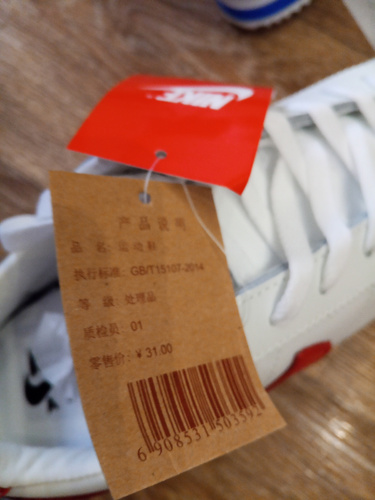 NIKE
产品说明
品 名: 运动鞋
执行标准: GB/T15107-2014
等 级: 处理品
质检员: 01
零售价: ¥31.00
6 908531 503592